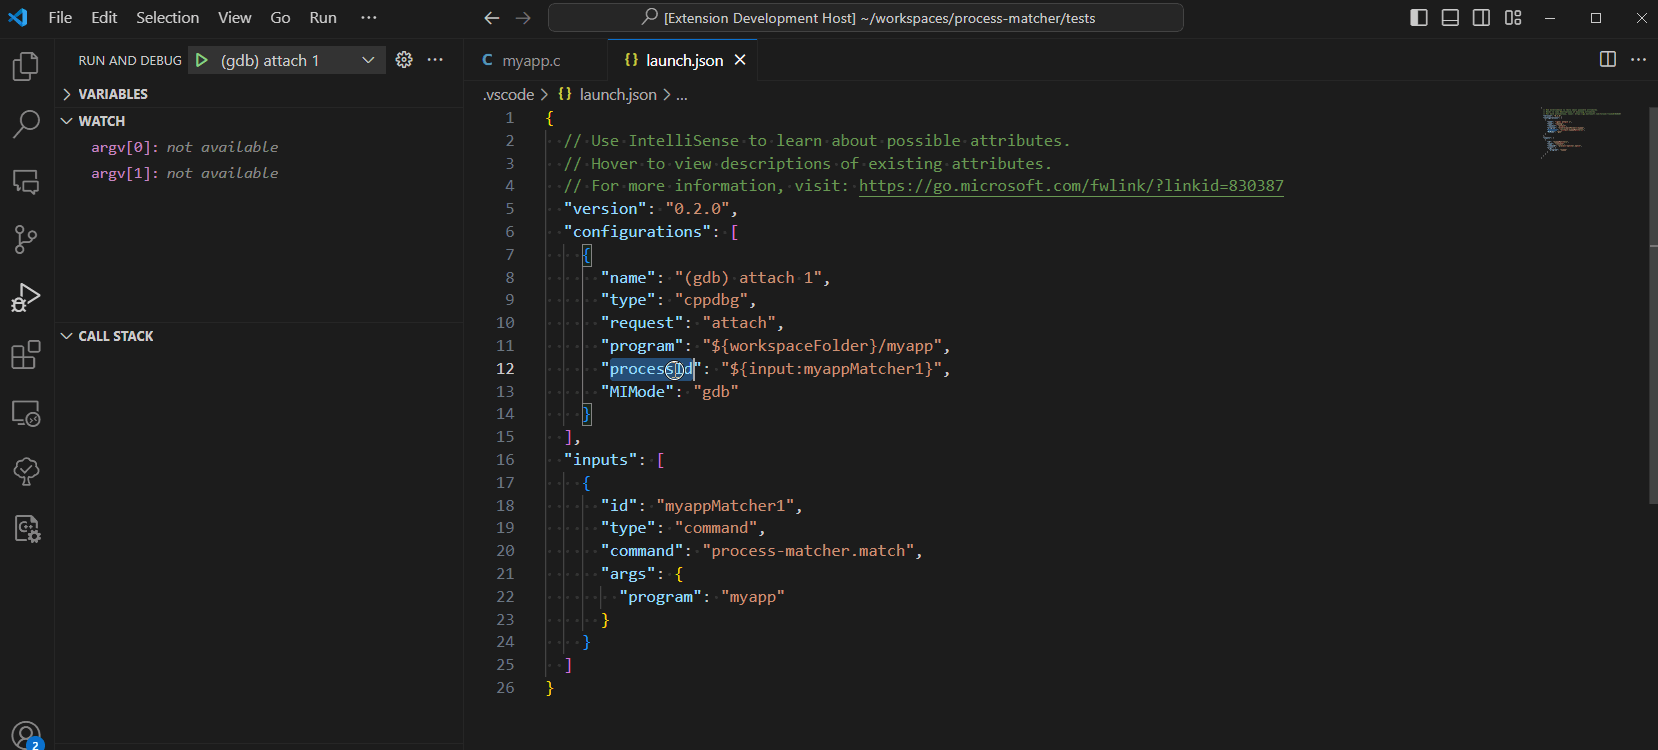 File Edit Selection View Go Run ···
[Extension Development Host] ~/workspaces/process-matcher/tests
RUN AND DEBUG (gdb) attach 1 ···
VARIABLES
WATCH
argv[0]: not available
argv[1]: not available
CALL STACK
2
C myapp.c {} launch.json ···
.vscode > {} launch.json > ...
1 {
2 // Use IntelliSense to learn about possible attributes.
3 // Hover to view descriptions of existing attributes.
4 // For more information, visit: https://go.microsoft.com/fwlink/?linkid=830387
5 "version": "0.2.0",
6 "configurations": [
7 {
8 "name": "(gdb) attach 1",
9 "type": "cppdbg",
10 "request": "attach",
11 "program": "${workspaceFolder}/myapp",
12 "processId": "${input:myappMatcher1}",
13 "MIMode": "gdb"
14 }
15 ],
16 "inputs": [
17 {
18 "id": "myappMatcher1",
19 "type": "command",
20 "command": "process-matcher.match",
21 "args": {
22 "program": "myapp"
23 }
24 }
25 ]
26 }